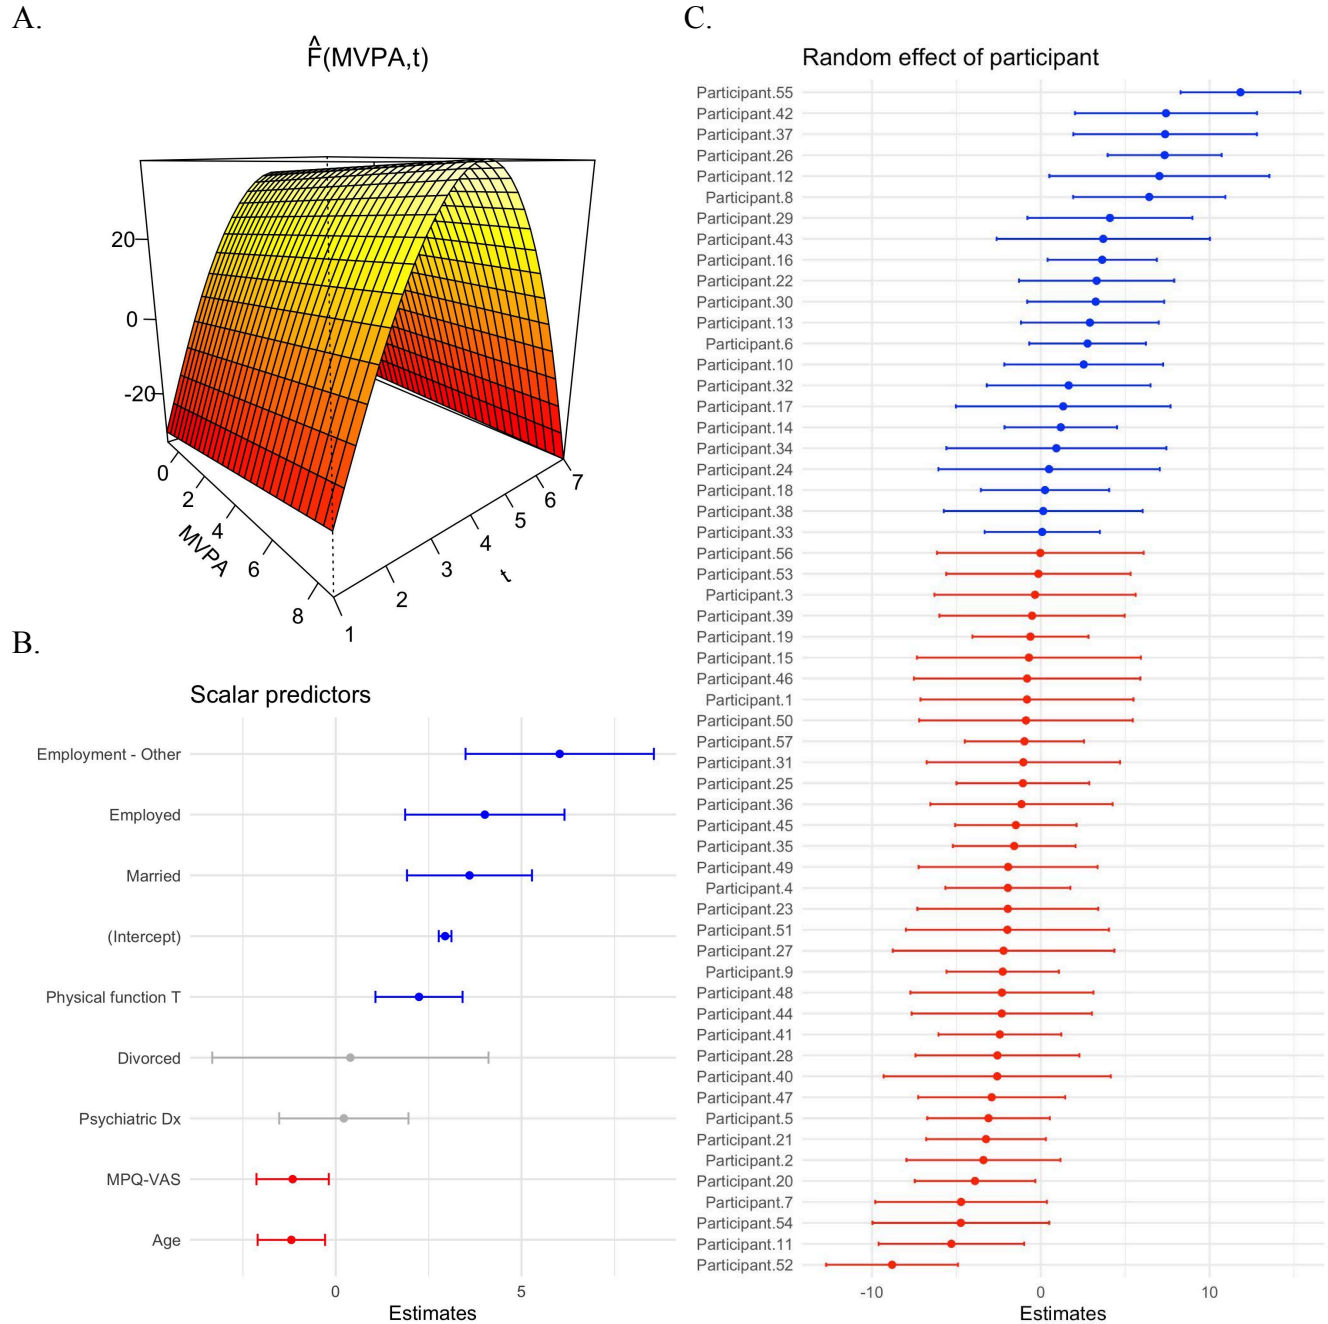 A.
F̂(MVPA,t)
20
0
-20
0
2
4
6
8
MVPA
1
2
3
4
5
6
7
t
B.
Scalar predictors
Employment - Other
Employed
Married
(Intercept)
Physical function T
Divorced
Psychiatric Dx
MPQ-VAS
Age
0 5
Estimates
C.
Random effect of participant
Participant.55
Participant.42
Participant.37
Participant.26
Participant.12
Participant.8
Participant.29
Participant.43
Participant.16
Participant.22
Participant.30
Participant.13
Participant.6
Participant.10
Participant.32
Participant.17
Participant.14
Participant.34
Participant.24
Participant.18
Participant.38
Participant.33
Participant.56
Participant.53
Participant.3
Participant.39
Participant.19
Participant.15
Participant.46
Participant.1
Participant.50
Participant.57
Participant.31
Participant.25
Participant.36
Participant.45
Participant.35
Participant.49
Participant.4
Participant.23
Participant.51
Participant.27
Participant.9
Participant.48
Participant.44
Participant.41
Participant.28
Participant.40
Participant.47
Participant.5
Participant.21
Participant.2
Participant.20
Participant.7
Participant.54
Participant.11
Participant.52
-10 0 10
Estimates